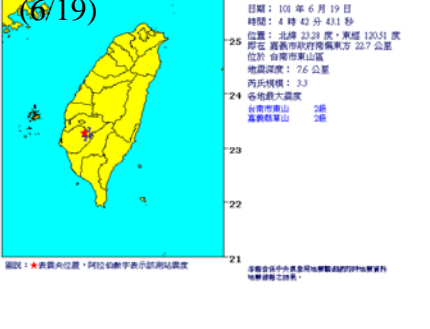 (6/19)
日期： 101 年 6 月 19 日
時間： 4 時 42 分 43.1 秒
位置： 北緯 23.28 度，東經 120.51 度
即在 嘉義市政府南偏東方 22.7 公里
位於 台南市東山區
地震深度： 7.6 公里
芮氏規模： 3.3
各地最大震度
台南市東山 2級
嘉義縣草山 2級
25
24
23
22
21
圖說：★表震央位置，阿拉伯數字表示該測站震度